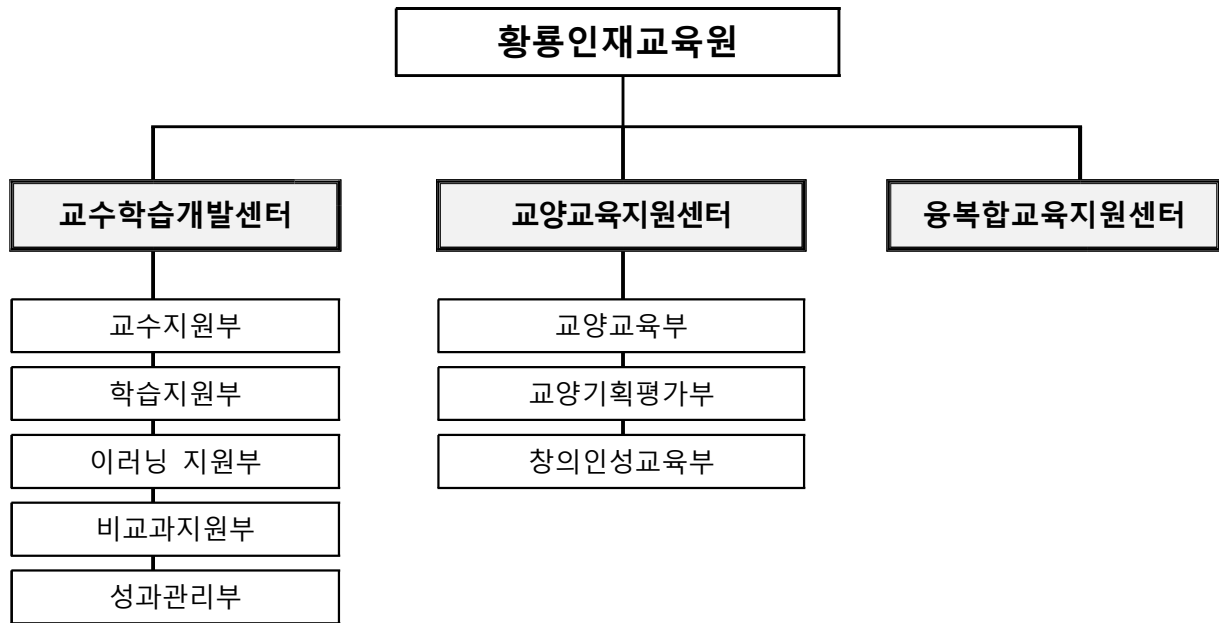 황룡인재교육원
교수학습개발센터
교양교육지원센터
융복합교육지원센터
교수지원부
교양교육부
학습지원부
교양기획평가부
이러닝 지원부
창의인성교육부
비교과지원부
성과관리부